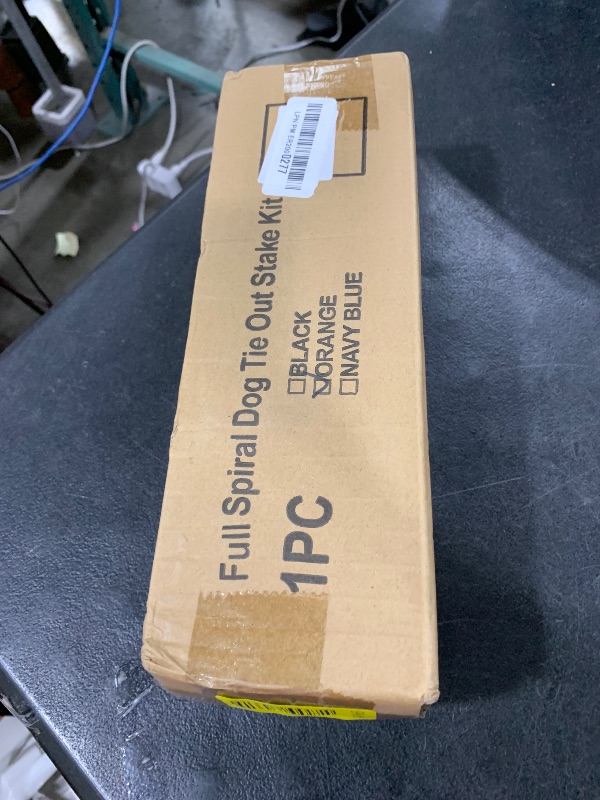 Full Spiral Dog Tie Out Stake Kit
BLACK
ORANGE
NAVY BLUE
1PC